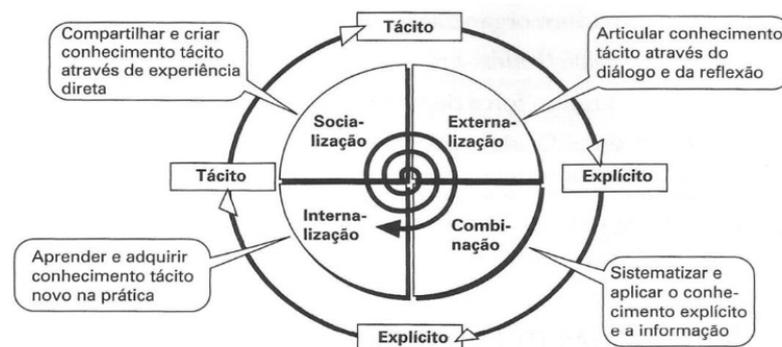 Compartilhar e criar
conhecimento tácito
através de experiência
direta
Tácito
Articular conhecimento
tácito através do
diálogo e da reflexão
Socia-
lização
Externa-
lização
Tácito
Explícito
Interna-
lização
Combi-
nação
Aprender e adquirir
conhecimento tácito
novo na prática
Sistematizar e
aplicar o conhe-
cimento explícito
e a informação
Explícito